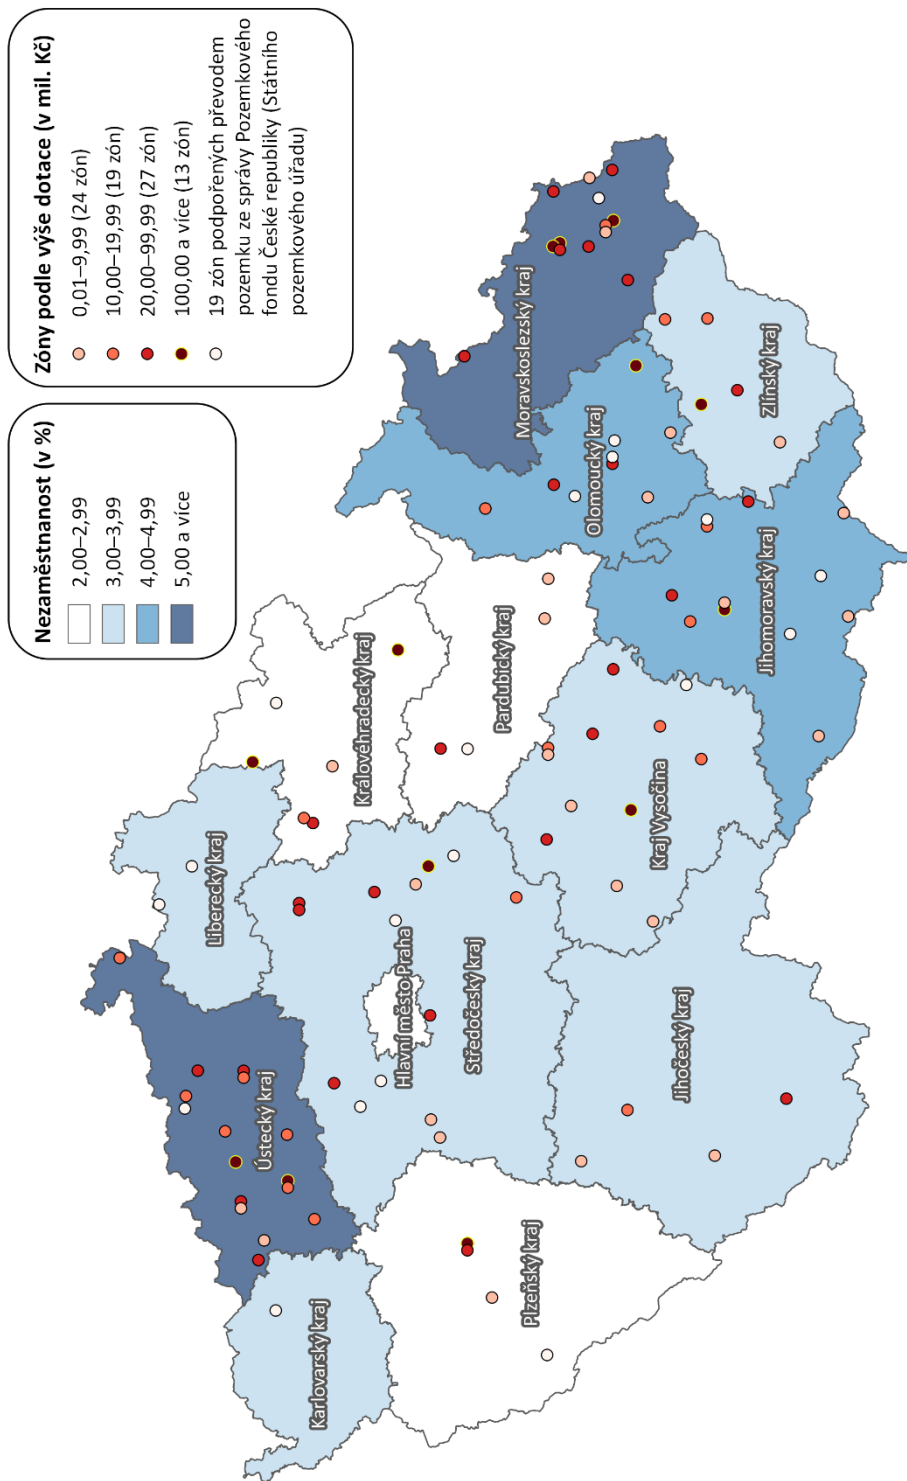 Nezaměstnanost (v %)
2,00–2,99
3,00–3,99
4,00–4,99
5,00 a více
Zóny podle výše dotace (v mil. Kč)
0,01–9,99 (24 zón)
10,00–19,99 (19 zón)
20,00–99,99 (27 zón)
100,00 a více (13 zón)
19 zón podpořených převodem
pozemku ze správy Pozemkového
fondu České republiky (Státního
pozemkového úřadu)
Karlovarský kraj
Ústecký kraj
Liberecký kraj
Královéhradecký kraj
Plzeňský kraj
Hlavní město Praha
Středočeský kraj
Pardubický kraj
Jihočeský kraj
Kraj Vysočina
Jihomoravský kraj
Olomoucký kraj
Moravskoslezský kraj
Zlínský kraj